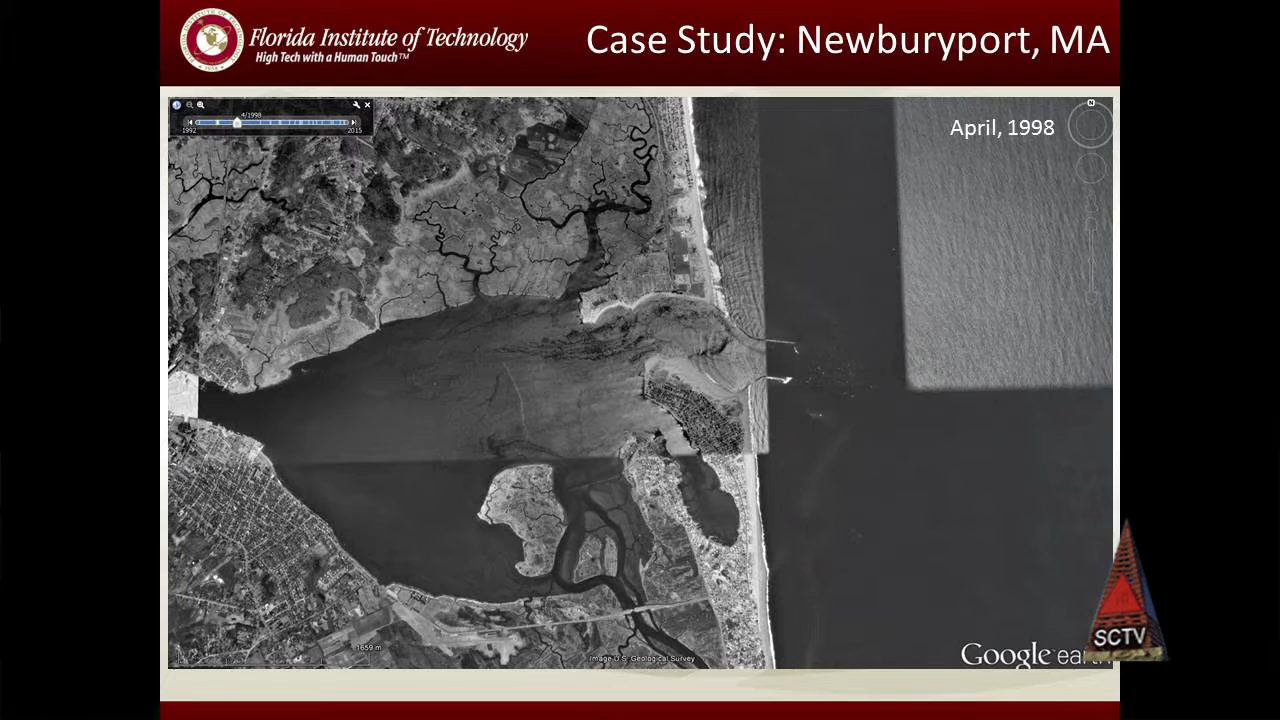 Florida Institute of Technology
High Tech with a Human Touch™
Case Study: Newburyport, MA
4/1998
1992
2015
N
April, 1998
1659 m
Image U.S. Geological Survey
Google earth
SCTV